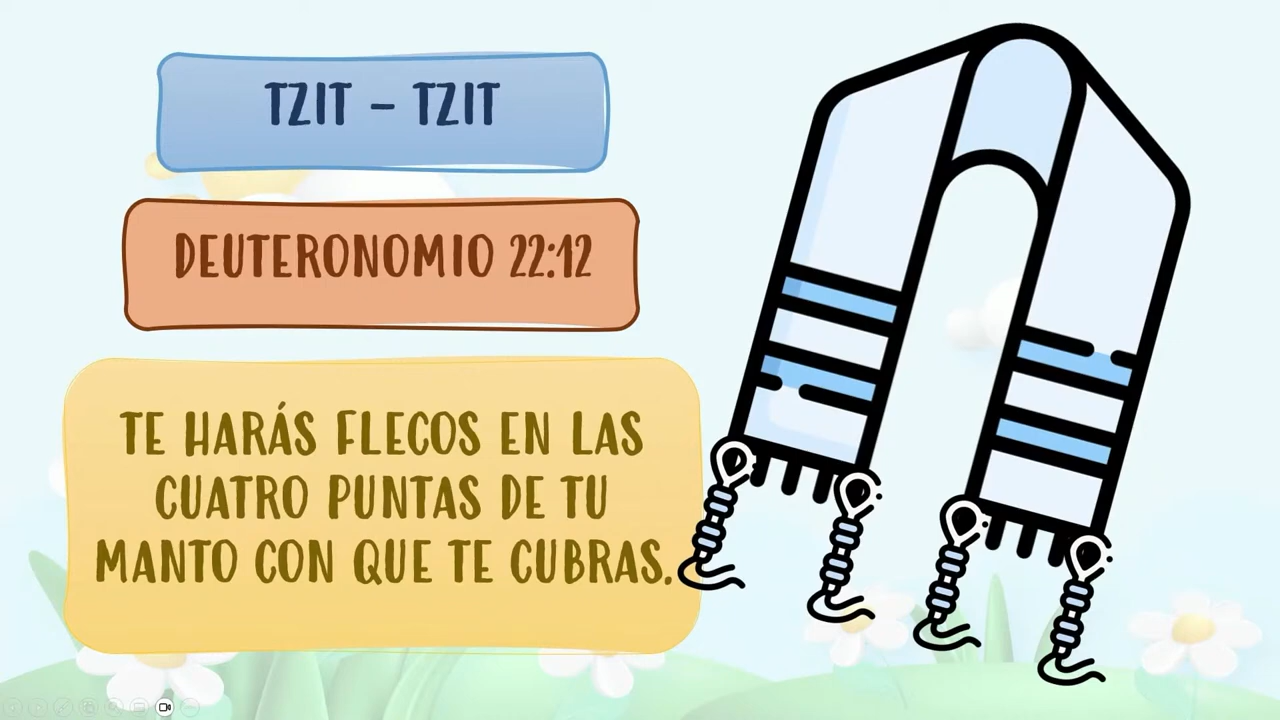 TZIT - TZIT
DEUTERONOMIO 22:12
TE HARÁS FLECOS EN LAS
CUATRO PUNTAS DE TU
MANTO CON QUE TE CUBRAS.